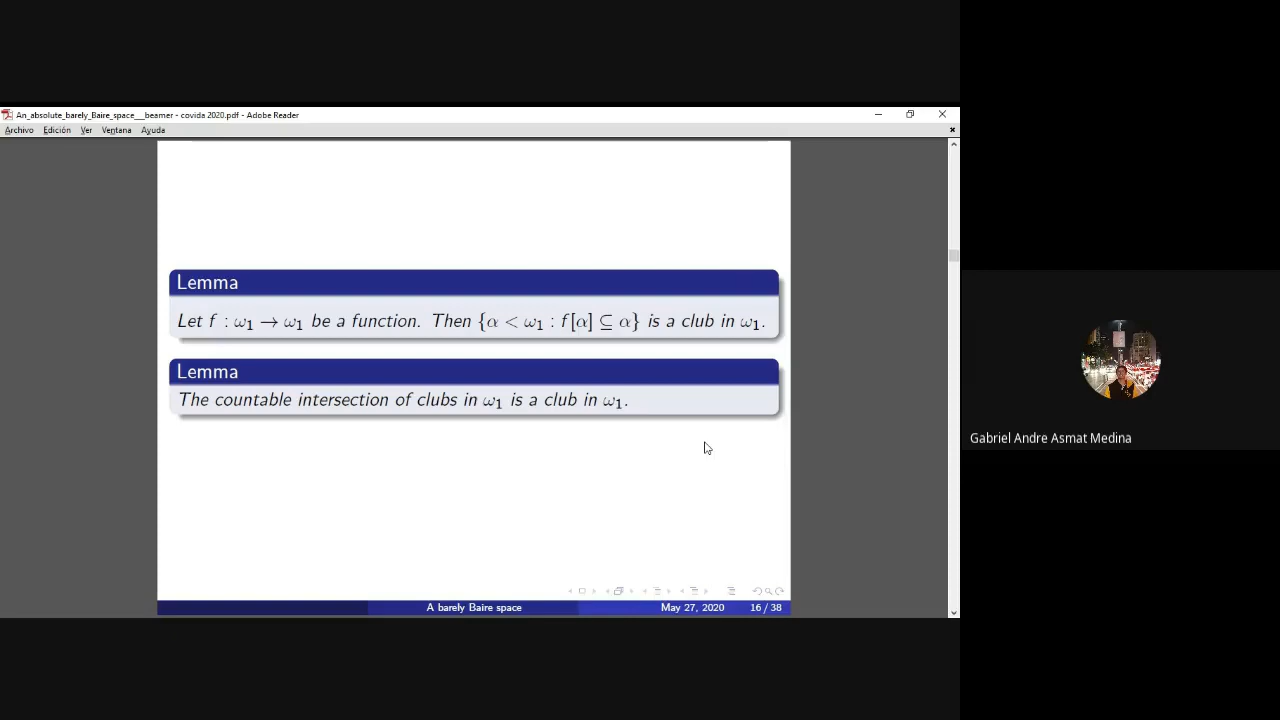 An_absolute_barely_Baire_space__beamer - covida 2020.pdf - Adobe Reader
Archivo Edición Ver Ventana Ayuda
Lemma
Let f : ω₁ → ω₁ be a function. Then {α < ω₁ : f[α] ⊆ α} is a club in ω₁.
Lemma
The countable intersection of clubs in ω₁ is a club in ω₁.
A barely Baire space May 27, 2020 16 / 38
Gabriel Andre Asmat Medina